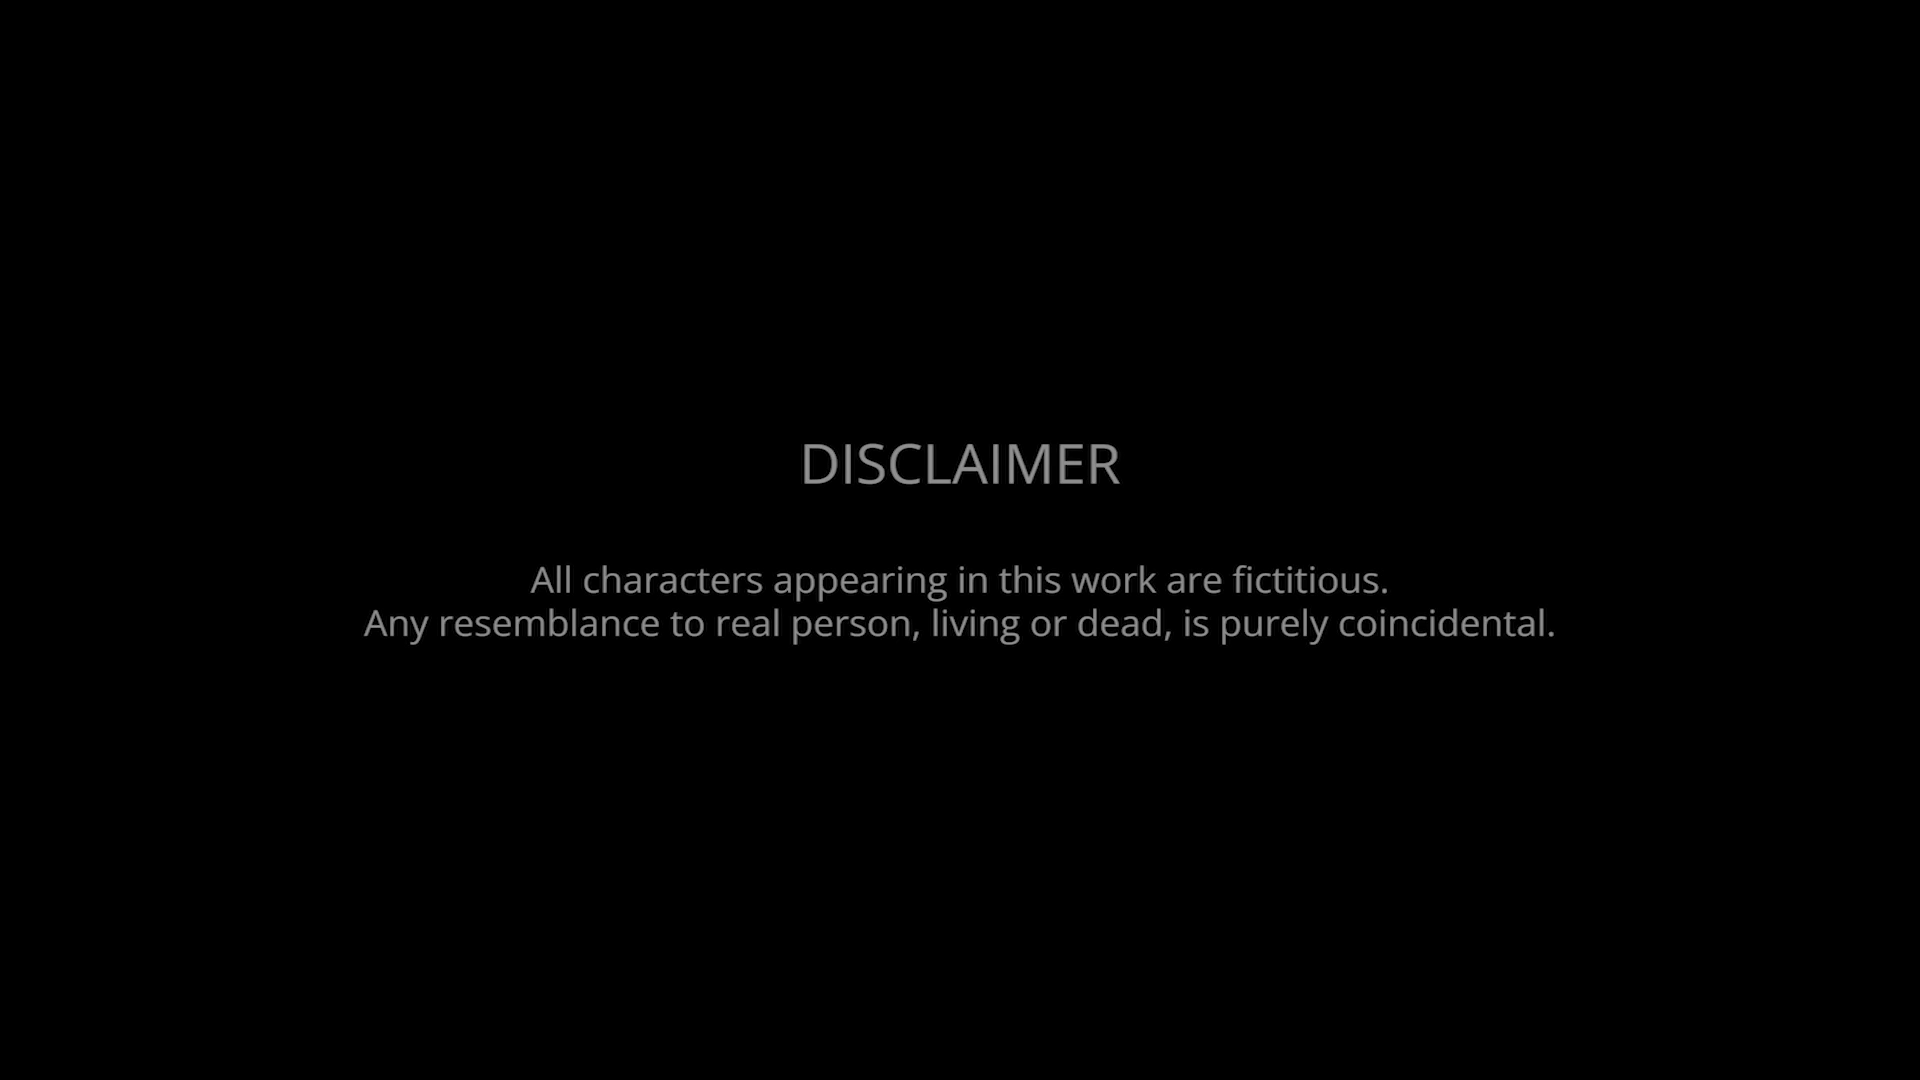 DISCLAIMER
All characters appearing in this work are fictitious.
Any resemblance to real person, living or dead, is purely coincidental.